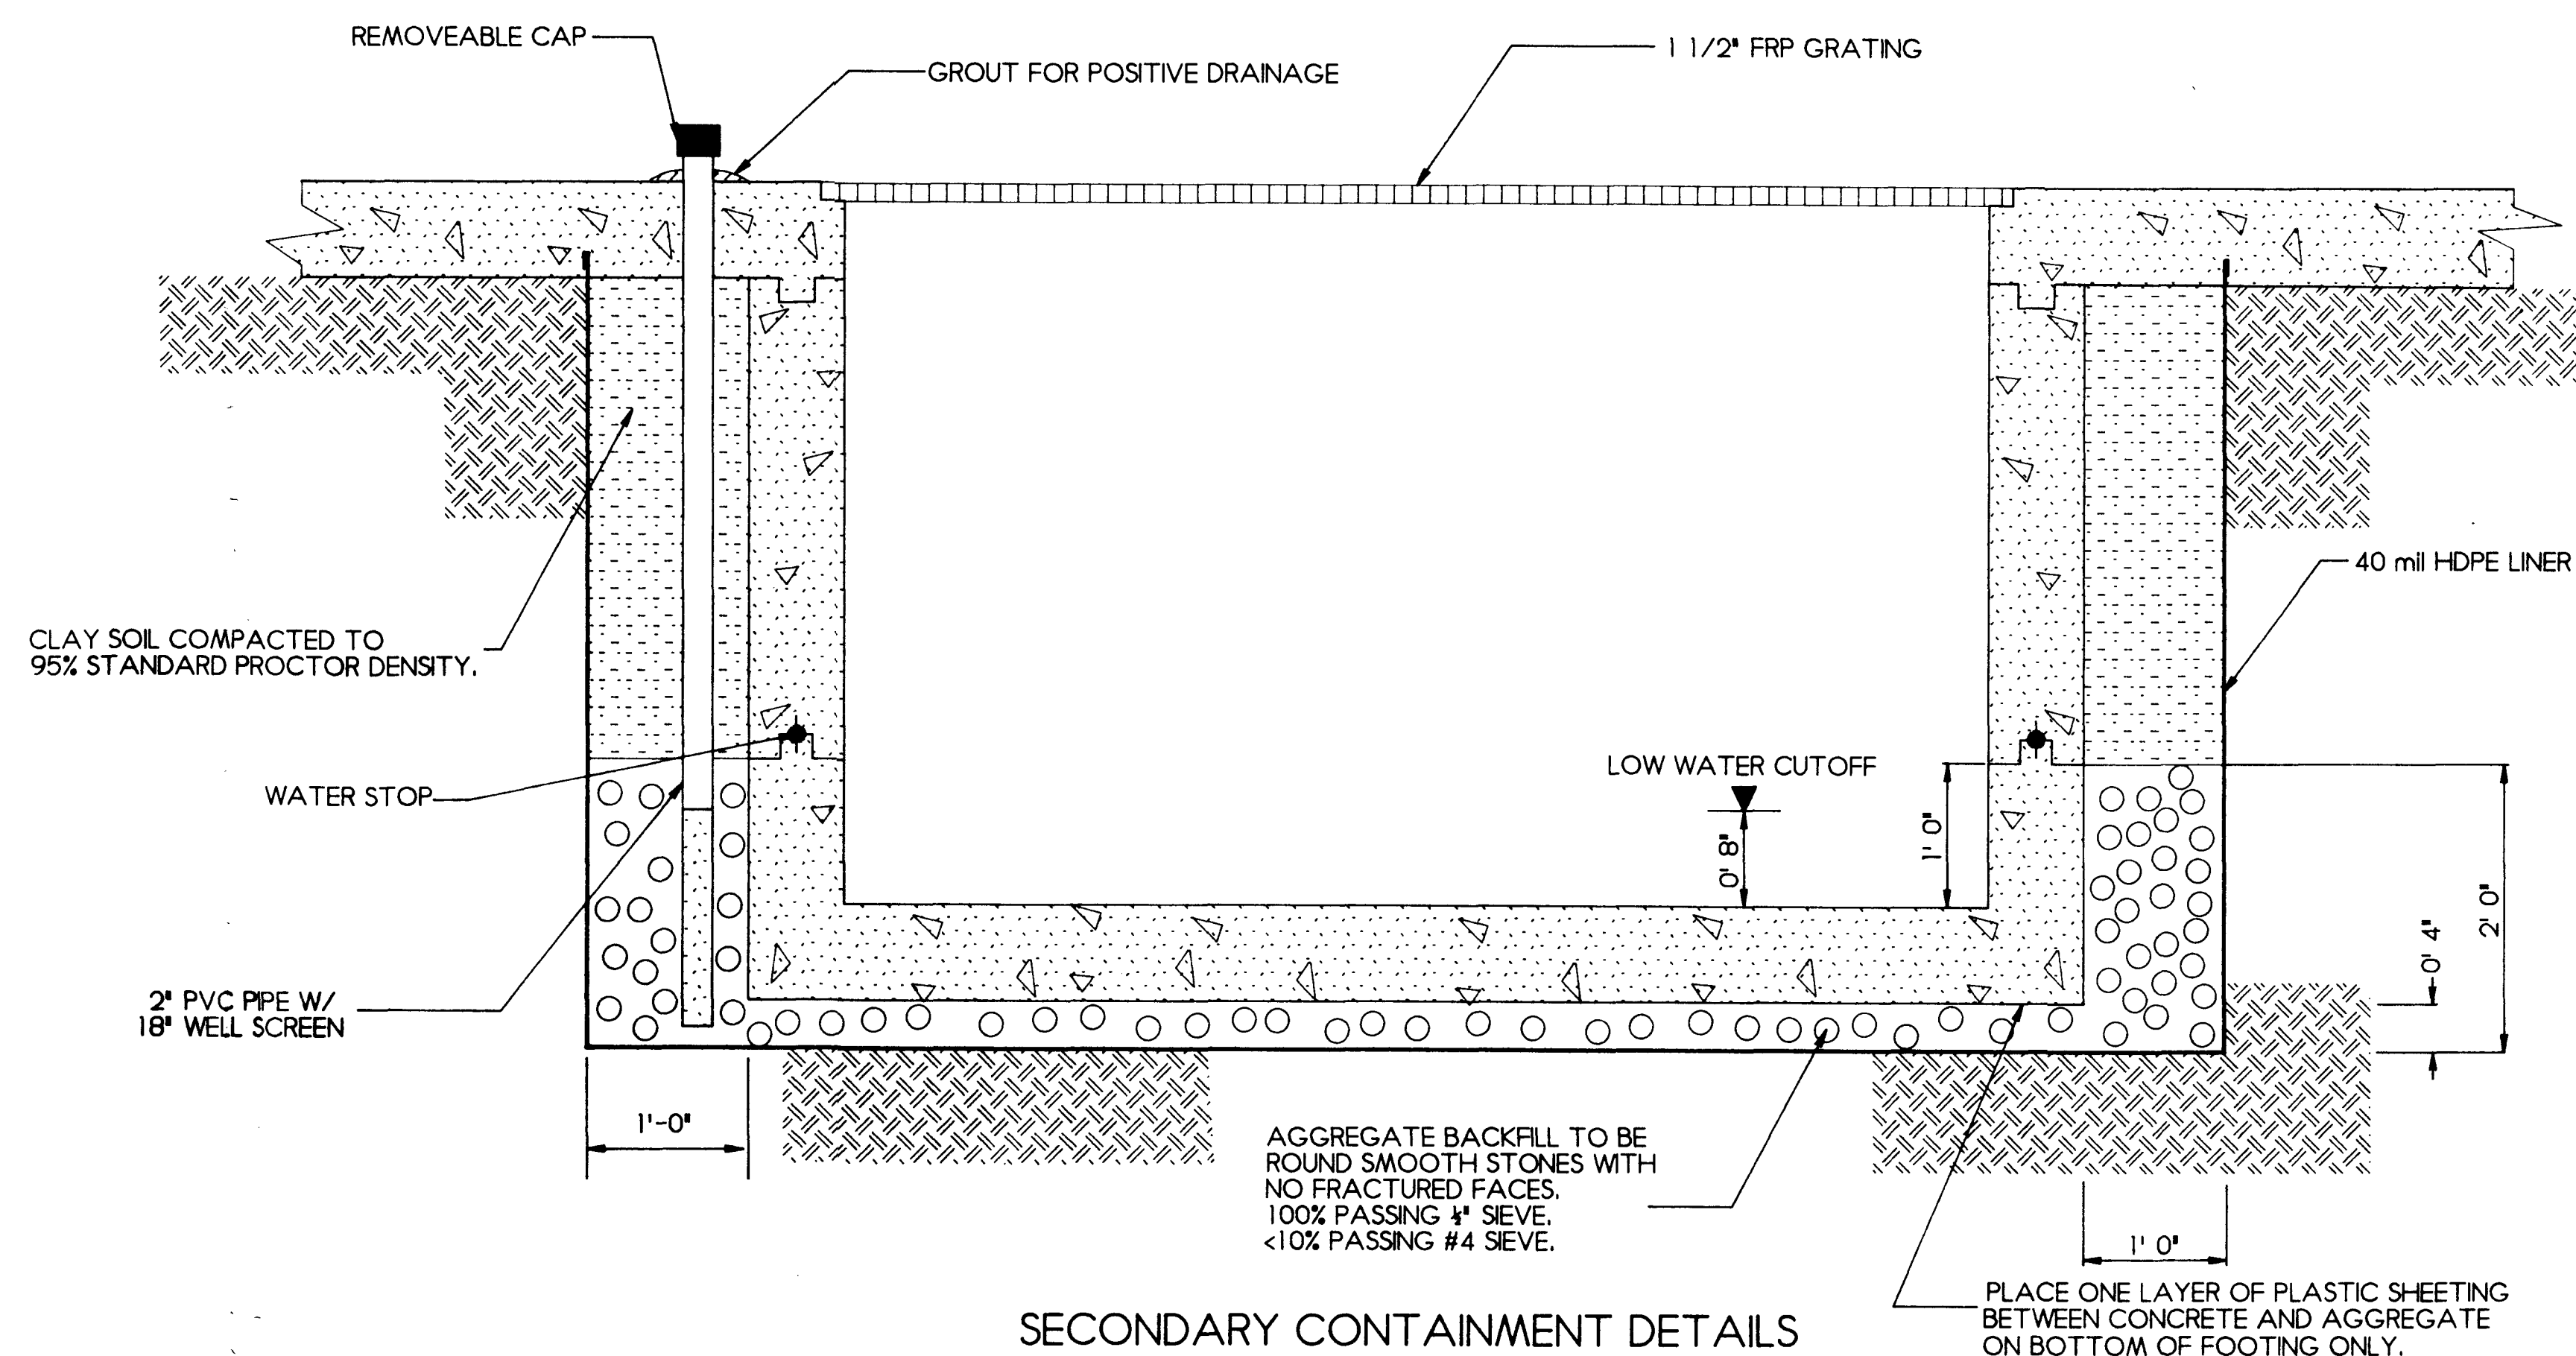 REMOVEABLE CAP
GROUT FOR POSITIVE DRAINAGE
1 1/2" FRP GRATING
40 mil HDPE LINER
CLAY SOIL COMPACTED TO
95% STANDARD PROCTOR DENSITY.
WATER STOP
LOW WATER CUTOFF
0' 8"
1' 0"
2' 0"
0' 4"
2" PVC PIPE W/
18" WELL SCREEN
1'-0"
AGGREGATE BACKFILL TO BE
ROUND SMOOTH STONES WITH
NO FRACTURED FACES.
100% PASSING SIEVE.
<10% PASSING #4 SIEVE.
1' 0"
PLACE ONE LAYER OF PLASTIC SHEETING
BETWEEN CONCRETE AND AGGREGATE
ON BOTTOM OF FOOTING ONLY.
SECONDARY CONTAINMENT DETAILS